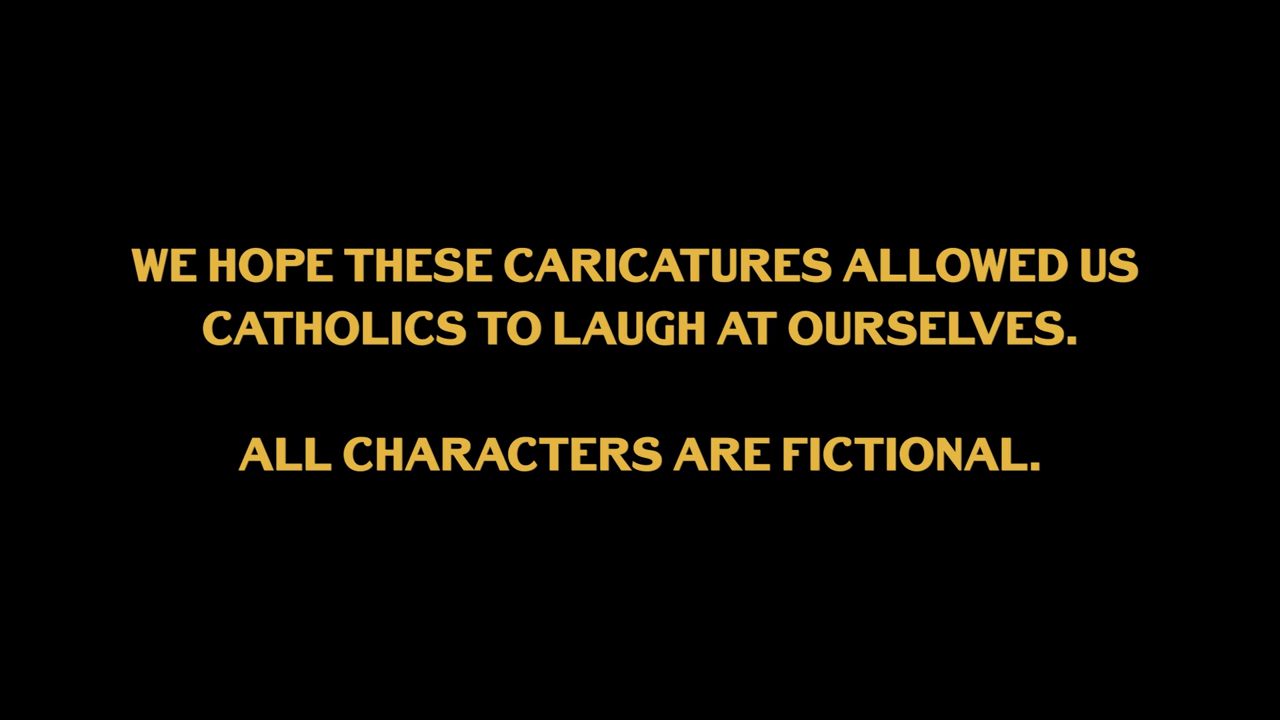 WE HOPE THESE CARICATURES ALLOWED US
CATHOLICS TO LAUGH AT OURSELVES.
ALL CHARACTERS ARE FICTIONAL.